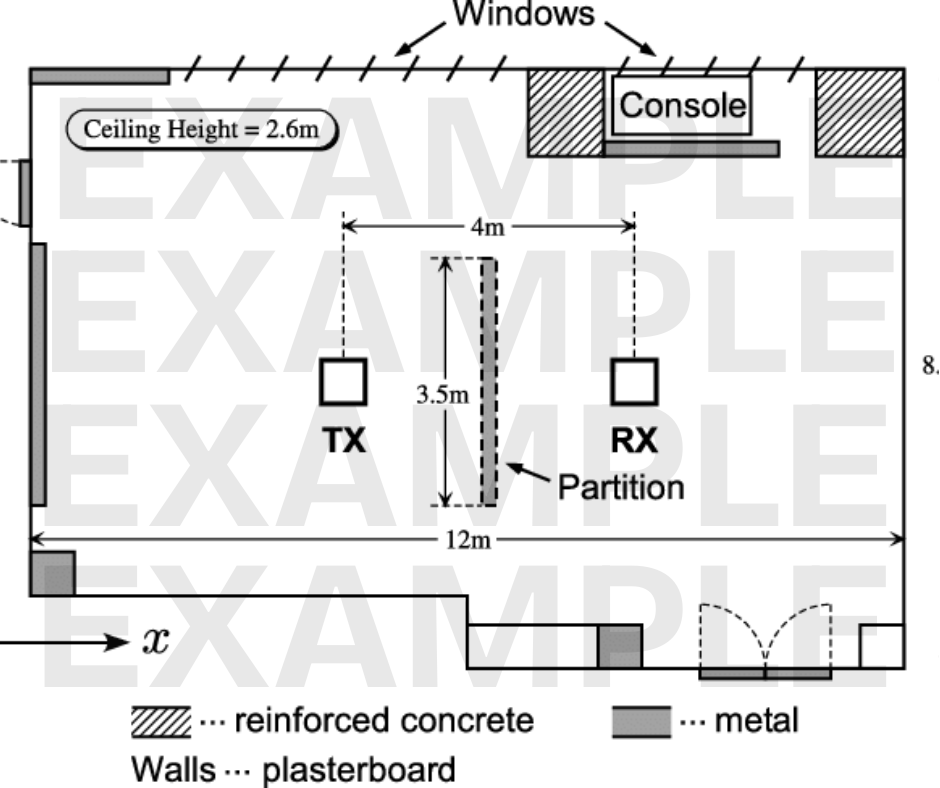 Windows
EXAMPLE
Console
Ceiling Height = 2.6m
4m
EXAMPLE
8.
3.5m
TX
RX
EXAMPLE
Partition
12m
EXAMPLE
x
··· reinforced concrete
··· metal
Walls ··· plasterboard